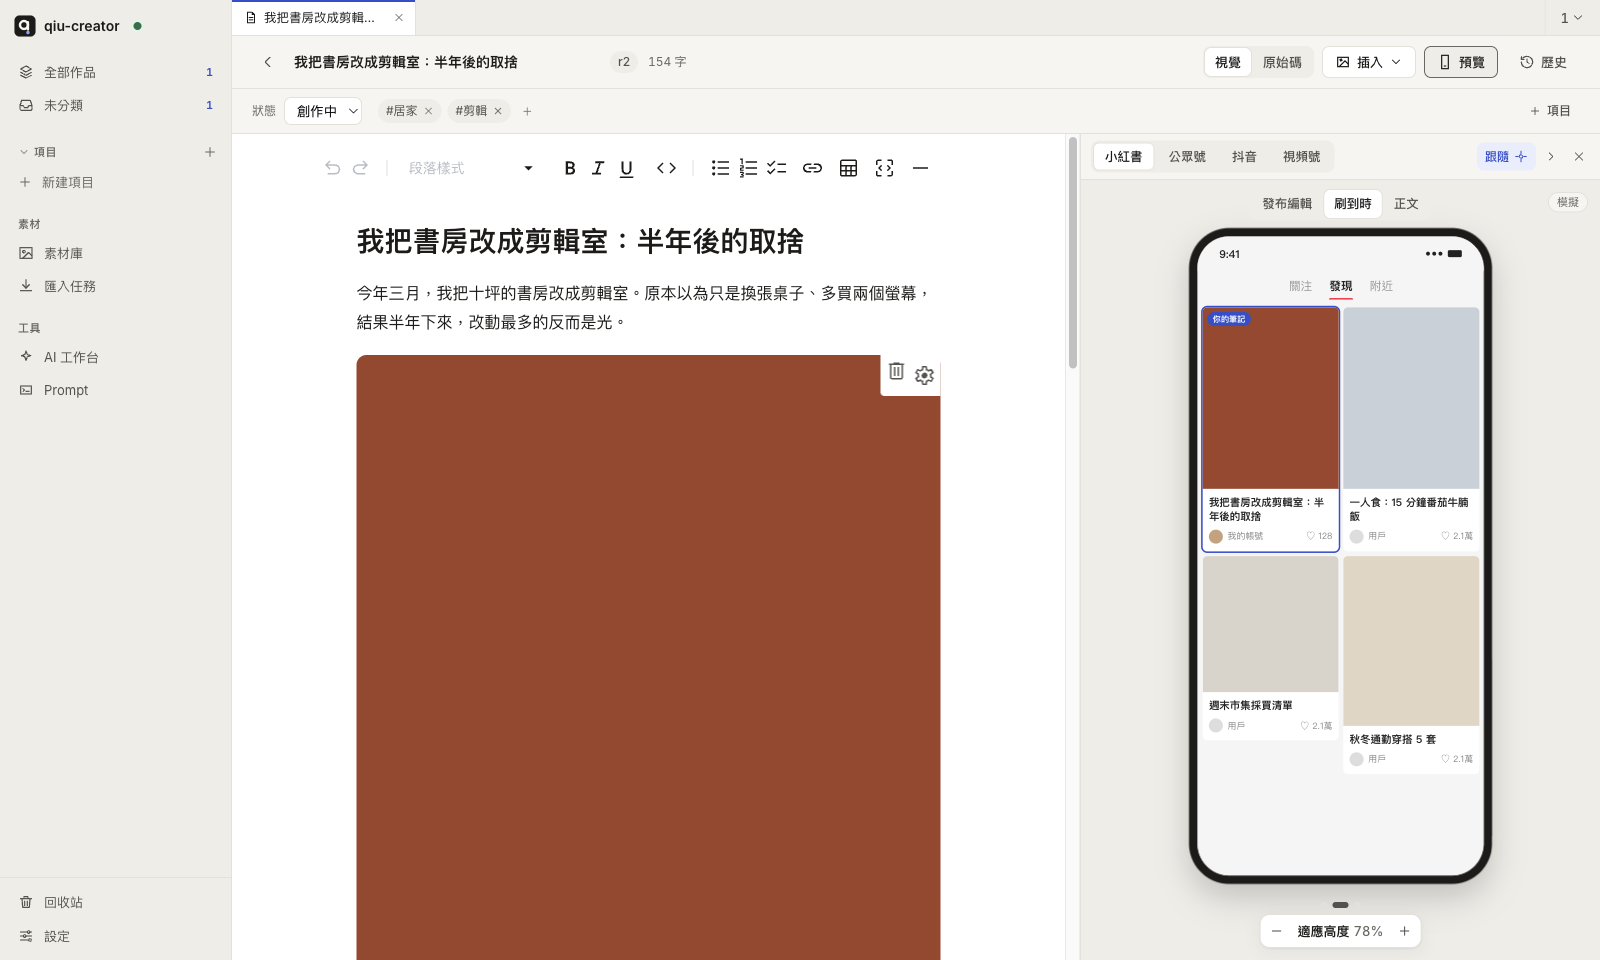 qiu-creator
全部作品 1
未分類 1
項目
新建項目
素材
素材庫
匯入任務
工具
AI 工作台
Prompt
回收站
設定
我把書房改成剪輯...
1
我把書房改成剪輯室：半年後的取捨
r2 154 字
視覺 原始碼 插入 預覽 歷史
狀態 創作中 #居家 #剪輯
項目
段落樣式
我把書房改成剪輯室：半年後的取捨
今年三月，我把十坪的書房改成剪輯室。原本以為只是換張桌子、多買兩個螢幕，
結果半年下來，改動最多的反而是光。
小紅書 公眾號 抖音 視頻號 跟隨
發布編輯 刷到時 正文 模擬
9:41
關注 發現 附近
你的筆記
我把書房改成剪輯室：半
年後的取捨
我的帳號 ♡ 128
一人食：15 分鐘番茄牛腩
飯
用戶 ♡ 2.1萬
週末市集採買清單
用戶 ♡ 2.1萬
秋冬通勤穿搭 5 套
用戶 ♡ 2.1萬
適應高度 78%